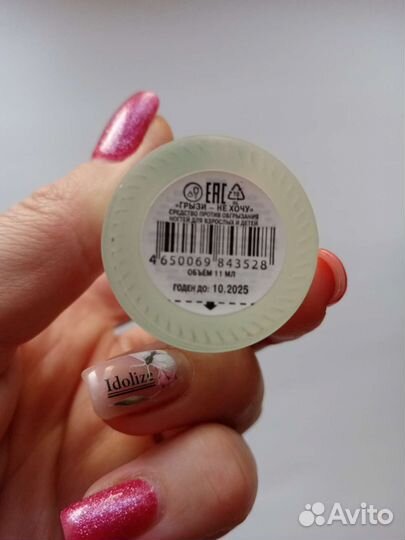 EAC
«ГРЫЗИ – НЕ ХОЧУ»
СРЕДСТВО ПРОТИВ ОБГРЫЗАНИЯ
НОГТЕЙ ДЛЯ ВЗРОСЛЫХ И ДЕТЕЙ
4 650069 843528
ОБЪЁМ 11 МЛ
ГОДЕН ДО: 10.2025
Idolize
Avito